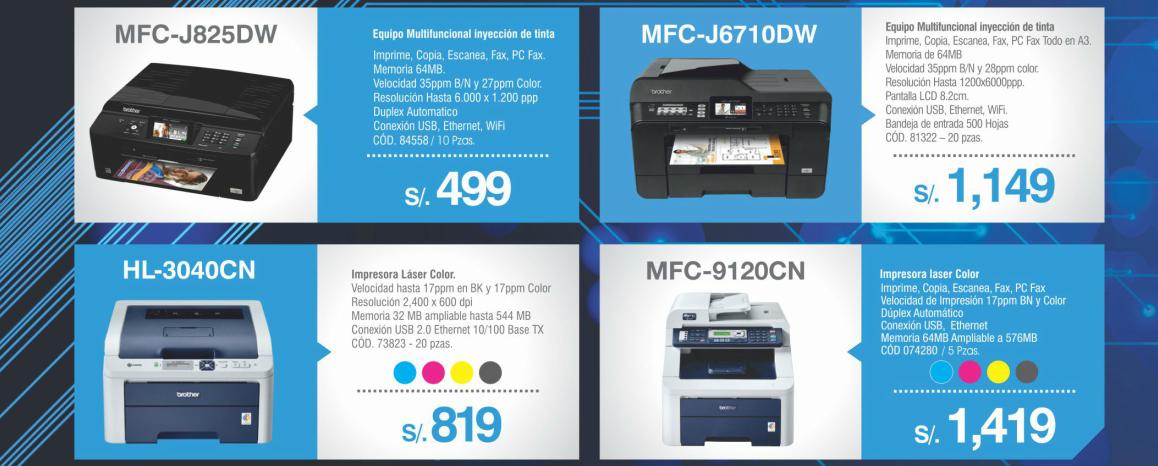 MFC-J825DW
brother
Equipo Multifuncional inyección de tinta
Imprime, Copia, Escanea, Fax, PC Fax.
Memoria 64MB.
Velocidad 35ppm B/N y 27ppm Color.
Resolución Hasta 6.000 x 1.200 ppp
Duplex Automatico
Conexión USB, Ethernet, WiFi
CÓD. 84558 / 10 Pzas.
S/. 499
MFC-J6710DW
brother
Equipo Multifuncional inyección de tinta
Imprime, Copia, Escanea, Fax, PC Fax Todo en A3.
Memoria de 64MB
Velocidad 35ppm B/N y 28ppm color.
Resolución Hasta 1200x6000ppp.
Pantalla LCD 8.2cm.
Conexión USB, Ethernet, WiFi.
Bandeja de entrada 500 Hojas
CÓD. 81322 – 20 pzas.
S/. 1,149
HL-3040CN
brother
Impresora Láser Color.
Velocidad hasta 17ppm en BK y 17ppm Color
Resolución 2,400 x 600 dpi
Memoria 32 MB ampliable hasta 544 MB
Conexión USB 2.0 Ethernet 10/100 Base TX
CÓD. 73823 - 20 pzas.
S/. 819
MFC-9120CN
brother
Impresora laser Color
Imprime, Copia, Escanea, Fax, PC Fax
Velocidad de Impresión 17ppm BN y Color
Dúplex Automático
Conexión USB, Ethernet
Memoria 64MB Ampliable a 576MB
CÓD 074280 / 5 Pzas.
S/. 1,419